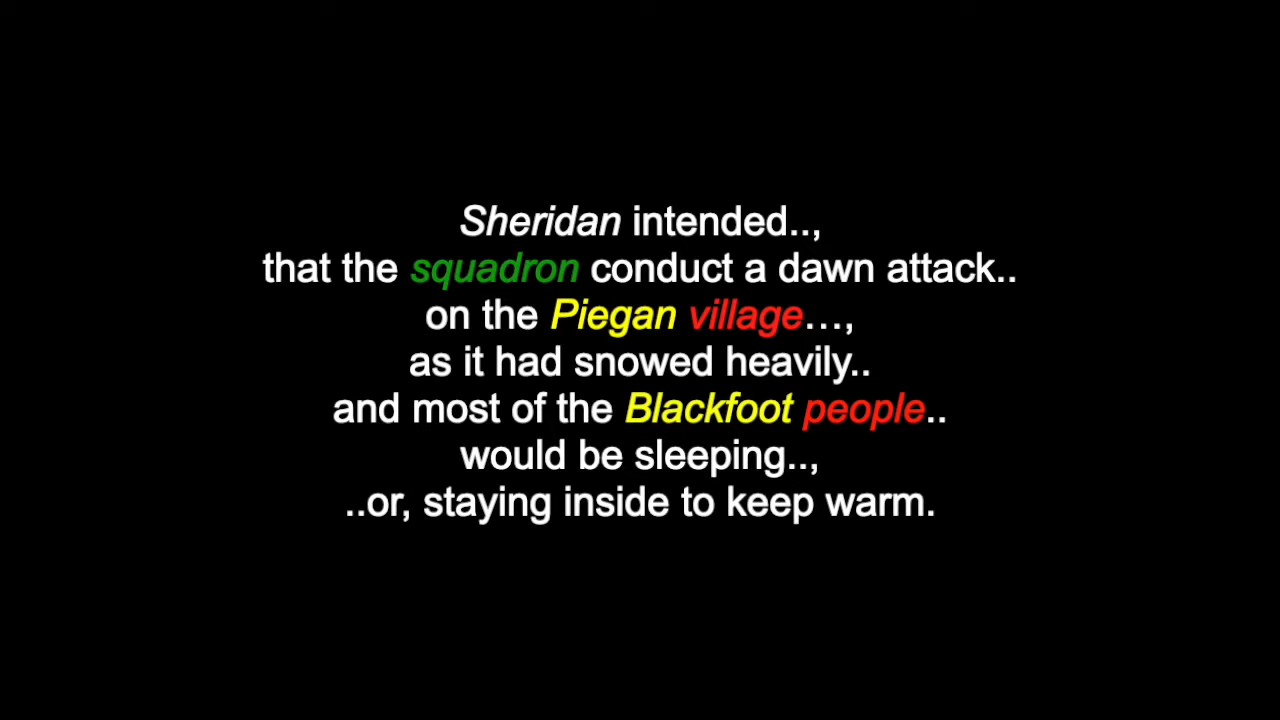 Sheridan intended..,
that the squadron conduct a dawn attack..
on the Piegan village…,
as it had snowed heavily..
and most of the Blackfoot people..
would be sleeping..,
..or, staying inside to keep warm.